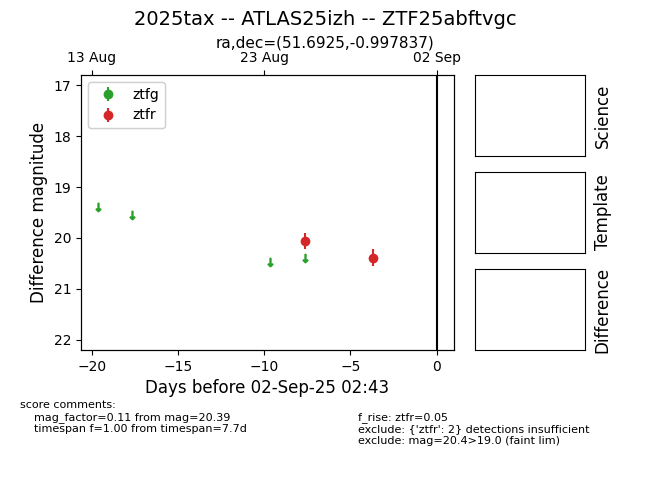 2025tax -- ATLAS25izh -- ZTF25abftvgc
ra,dec=(51.6925,-0.997837)
13 Aug 23 Aug 02 Sep
ztfg
ztfr
17
18
19
20
21
22
Difference magnitude
−20 −15 −10 −5 0
Days before 02-Sep-25 02:43
Science
Template
Difference
score comments:
mag_factor=0.11 from mag=20.39
timespan f=1.00 from timespan=7.7d
f_rise: ztfr=0.05
exclude: {'ztfr': 2} detections insufficient
exclude: mag=20.4>19.0 (faint lim)